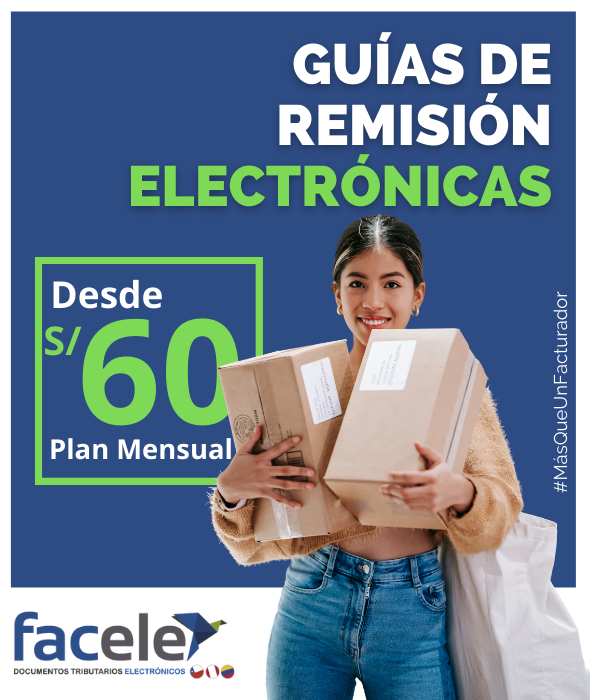 GUÍAS DE
REMISIÓN
ELECTRÓNICAS
Desde
S/60
Plan Mensual
#MásQueUnFacturador
facele
DOCUMENTOS TRIBUTARIOS ELECTRÓNICOS